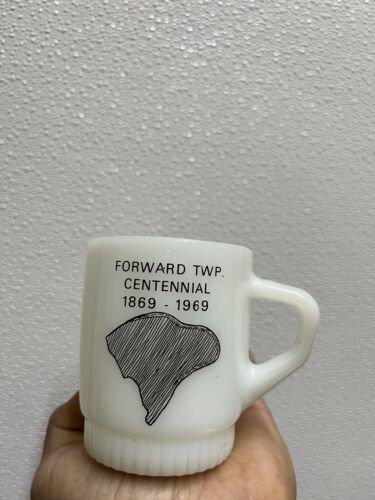 FORWARD TWP.
CENTENNIAL
1869 - 1969